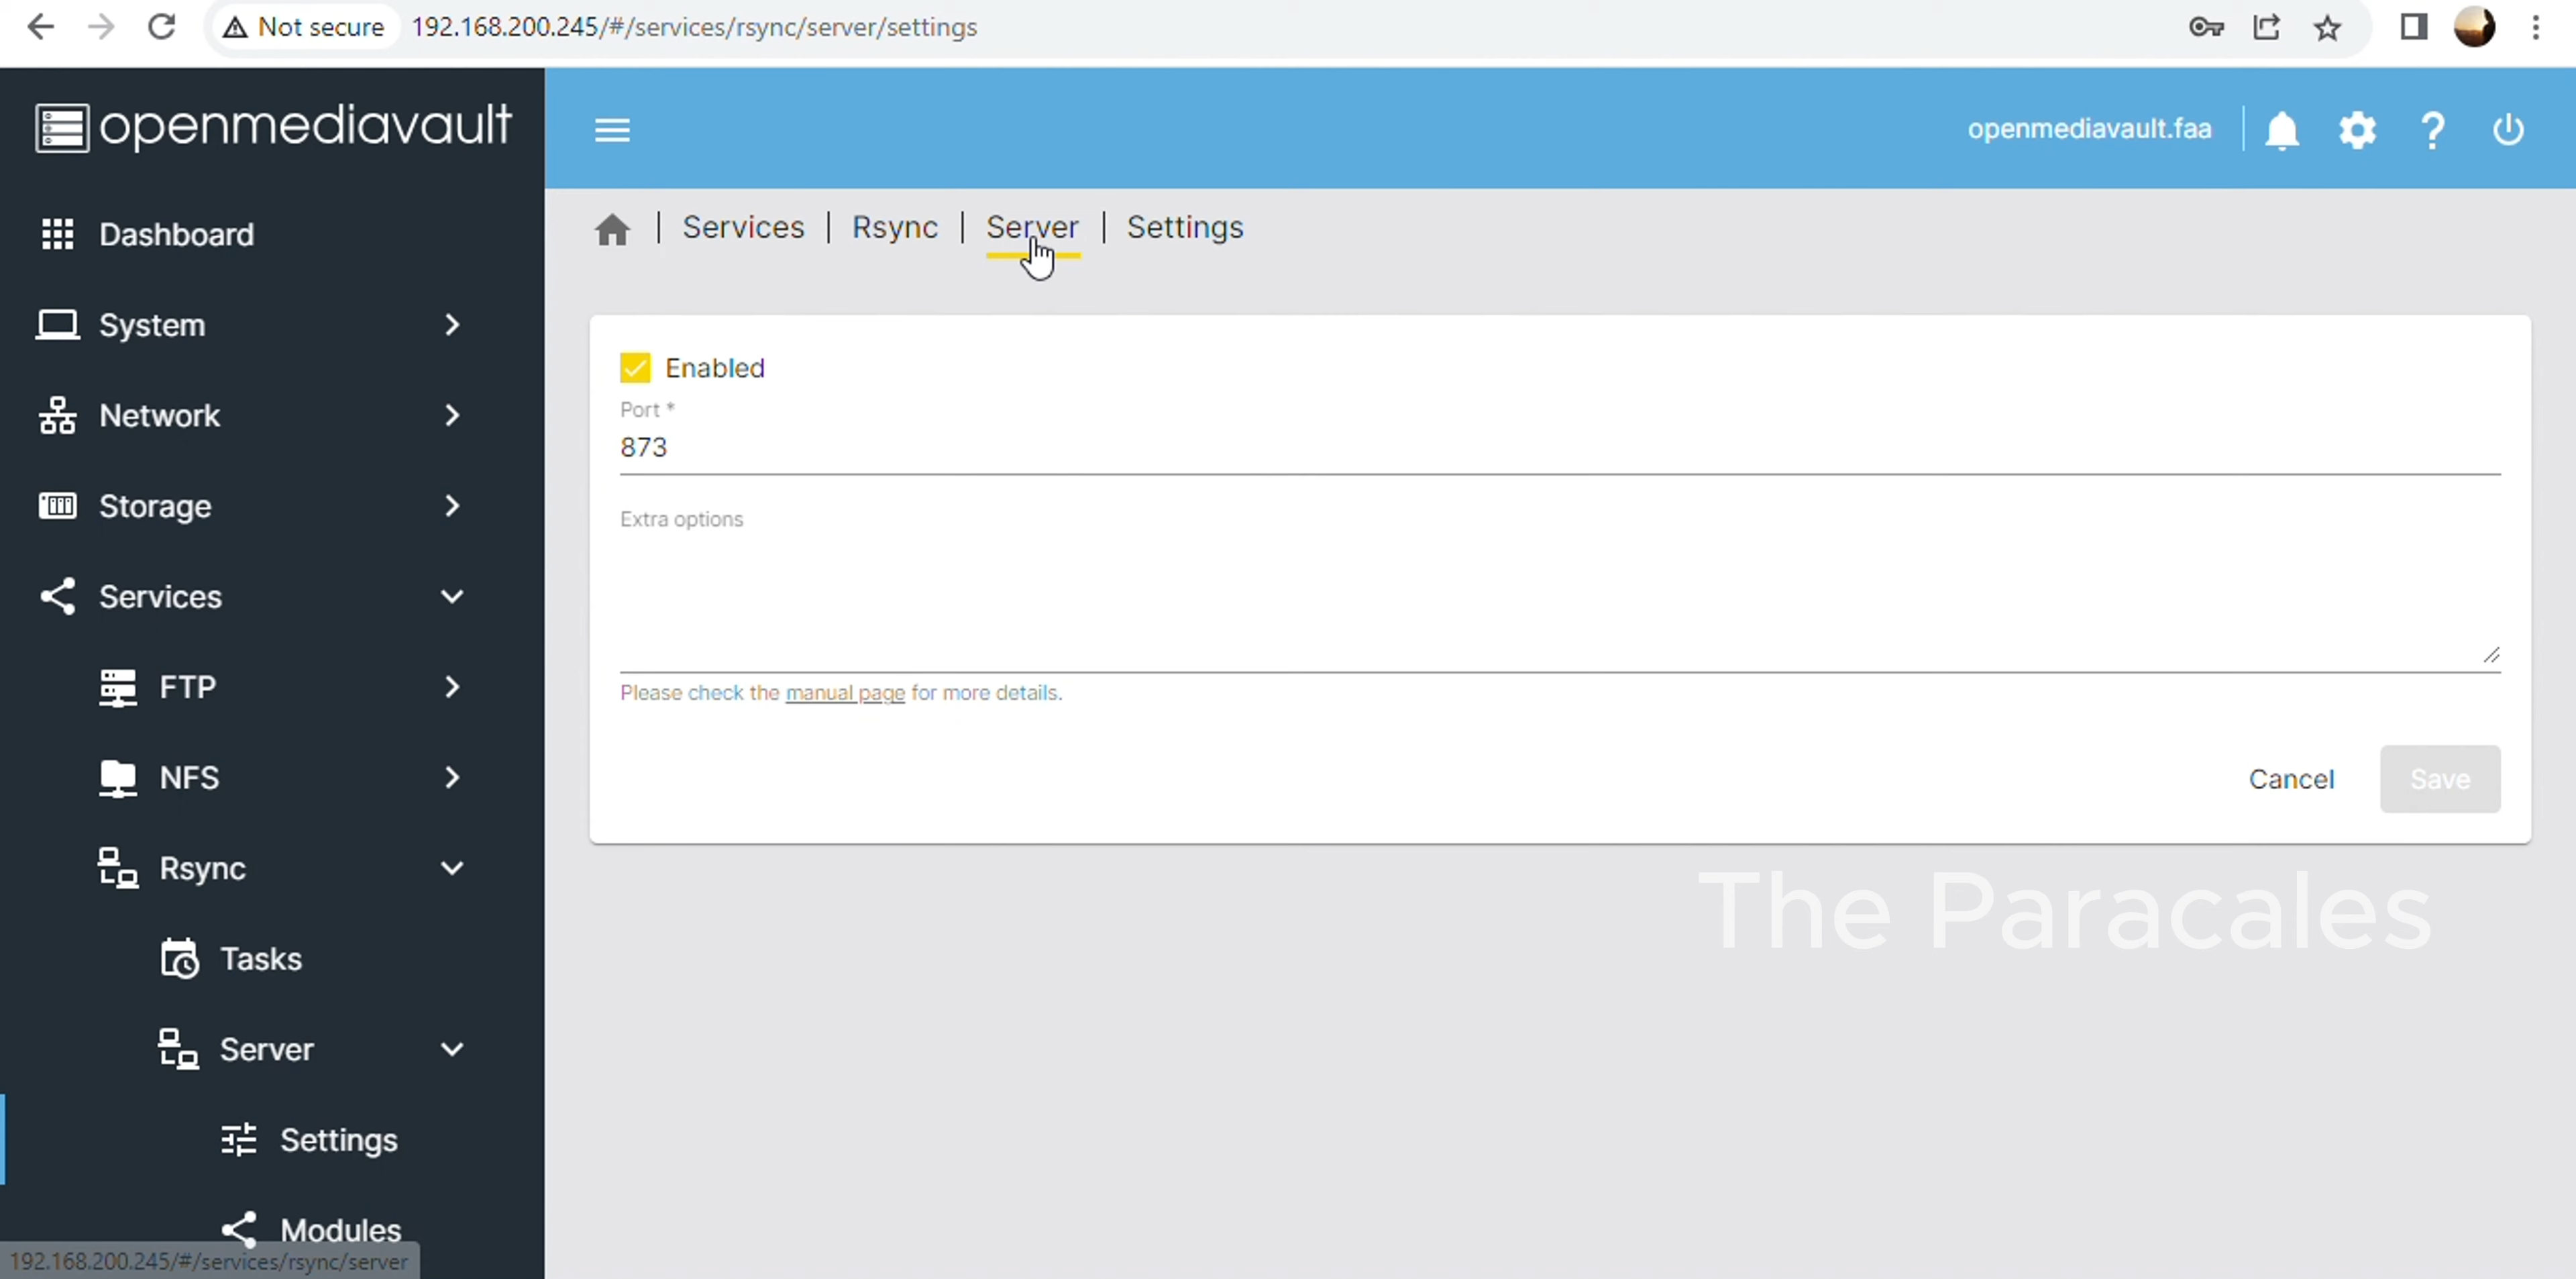 Not secure 192.168.200.245/#/services/rsync/server/settings
openmediavault
openmediavault.faa
Dashboard
System
Network
Storage
Services
FTP
NFS
Rsync
Tasks
Server
Settings
Modules
192.168.200.245/#/services/rsync/server
Services | Rsync | Server | Settings
Enabled
Port *
873
Extra options
Please check the manual page for more details.
Cancel
Save
The Paracales